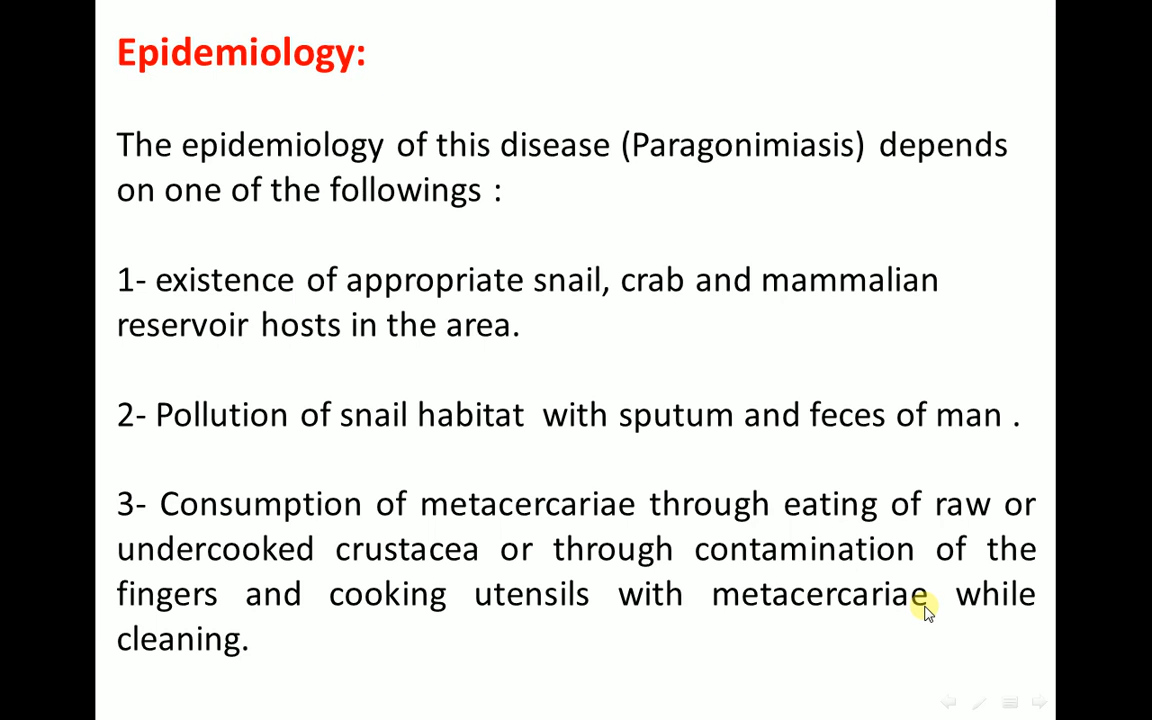 Epidemiology:
The epidemiology of this disease (Paragonimiasis) depends
on one of the followings :
1- existence of appropriate snail, crab and mammalian
reservoir hosts in the area.
2- Pollution of snail habitat with sputum and feces of man .
3- Consumption of metacercariae through eating of raw or
undercooked crustacea or through contamination of the
fingers and cooking utensils with metacercariae while
cleaning.